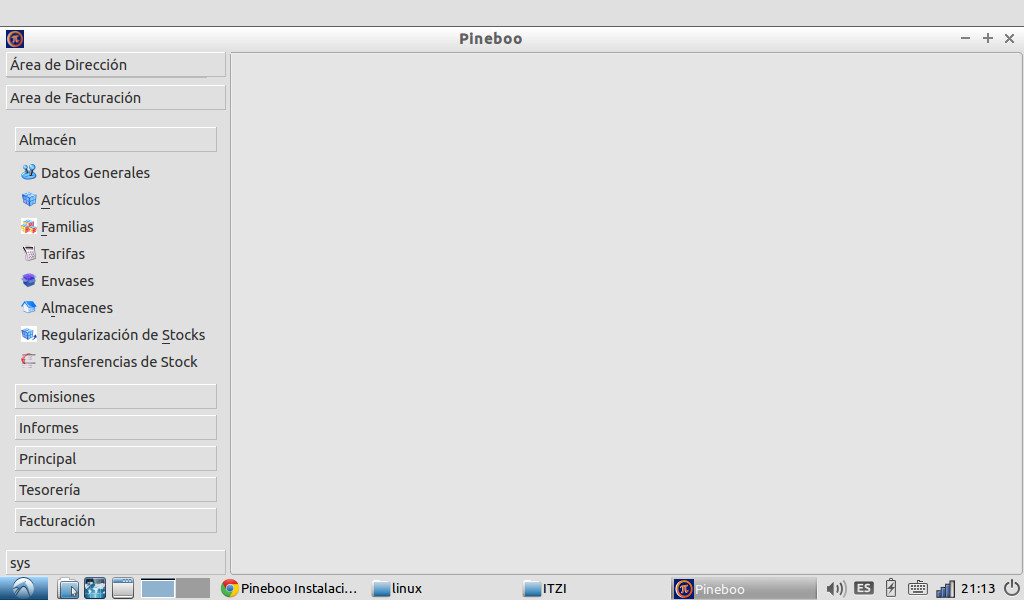 Pineboo
Área de Dirección
Area de Facturación
Almacén
Datos Generales
Artículos
Familias
Tarifas
Envases
Almacenes
Regularización de Stocks
Transferencias de Stock
Comisiones
Informes
Principal
Tesorería
Facturación
sys
Pineboo Instalaci... linux ITZI Pineboo ES 21:13